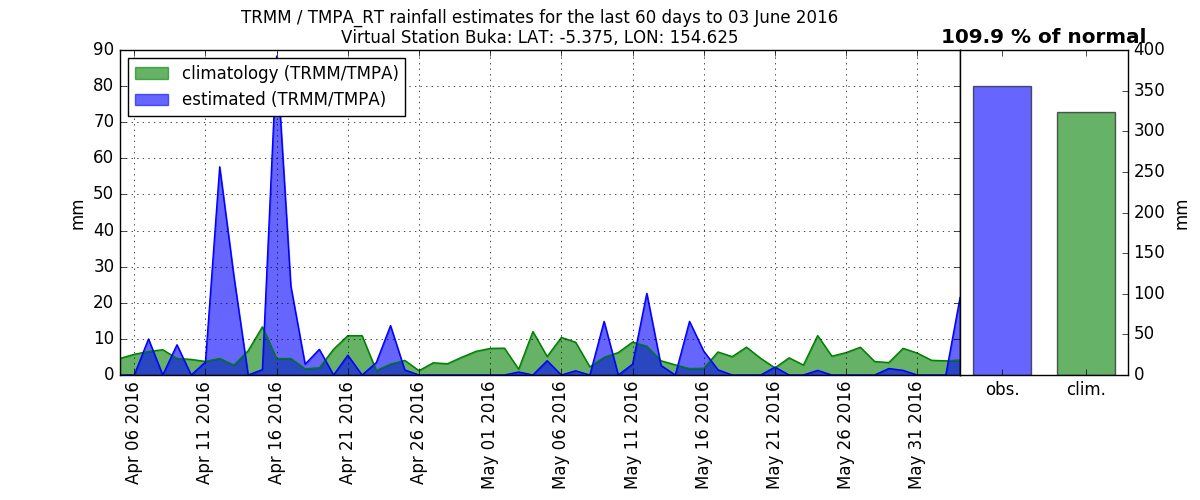 TRMM / TMPA_RT rainfall estimates for the last 60 days to 03 June 2016
Virtual Station Buka: LAT: -5.375, LON: 154.625
109.9 % of normal
climatology (TRMM/TMPA)
estimated (TRMM/TMPA)
90
80
70
60
50
40
30
20
10
0
mm
Apr 06 2016
Apr 11 2016
Apr 16 2016
Apr 21 2016
Apr 26 2016
May 01 2016
May 06 2016
May 11 2016
May 16 2016
May 21 2016
May 26 2016
May 31 2016
obs.
clim.
400
350
300
250
200
150
100
50
0
mm